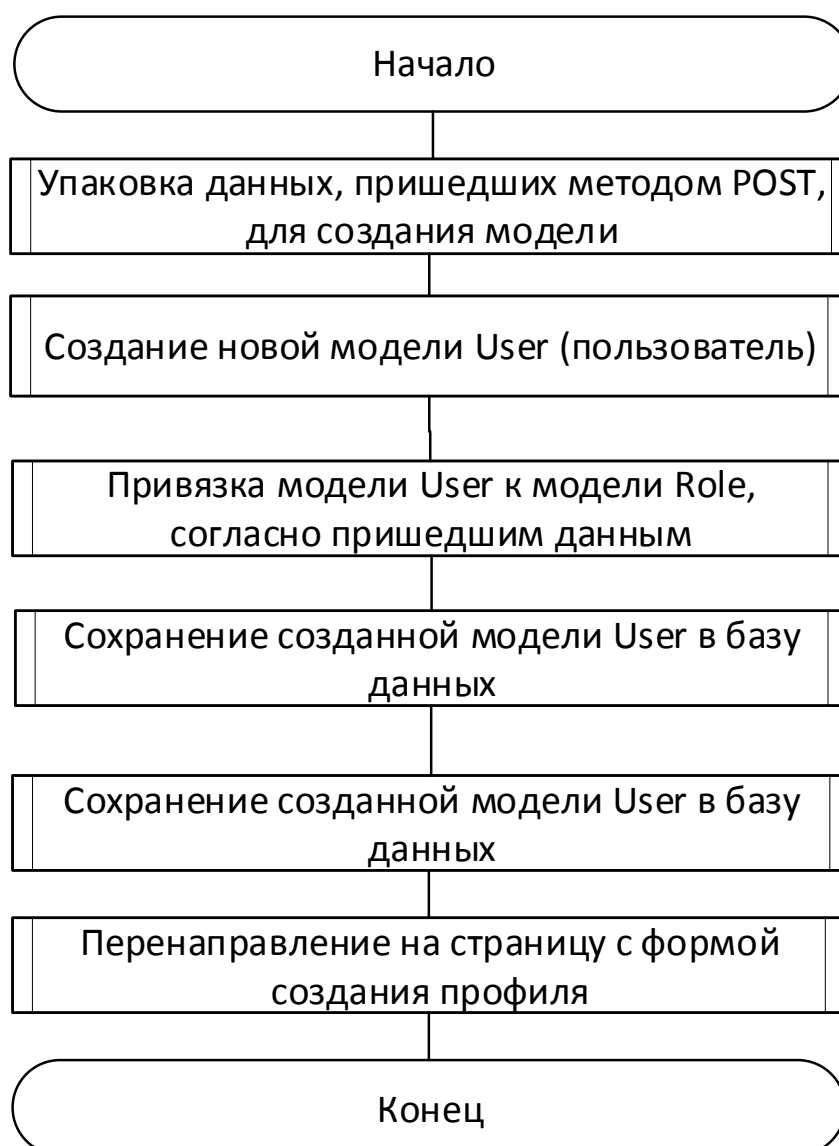 Начало
Упаковка данных, пришедших методом POST,
для создания модели
Создание новой модели User (пользователь)
Привязка модели User к модели Role,
согласно пришедшим данным
Сохранение созданной модели User в базу
данных
Сохранение созданной модели User в базу
данных
Перенаправление на страницу с формой
создания профиля
Конец